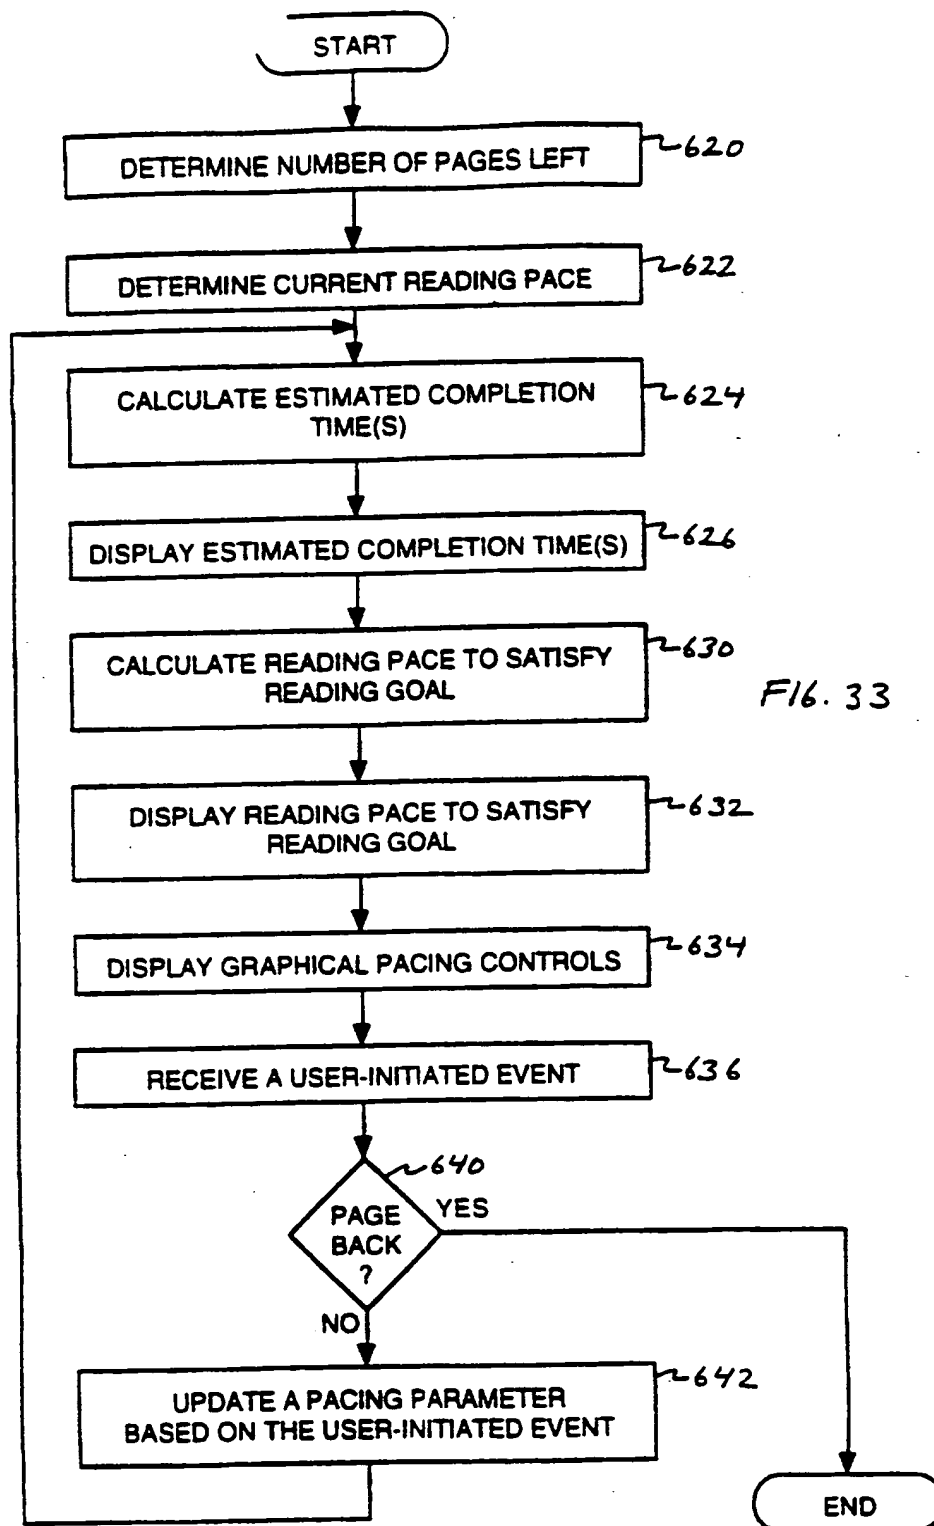 START
DETERMINE NUMBER OF PAGES LEFT
620
DETERMINE CURRENT READING PACE
622
CALCULATE ESTIMATED COMPLETION
TIME(S)
624
DISPLAY ESTIMATED COMPLETION TIME(S)
626
CALCULATE READING PACE TO SATISFY
READING GOAL
630
FIG. 33
DISPLAY READING PACE TO SATISFY
READING GOAL
632
DISPLAY GRAPHICAL PACING CONTROLS
634
RECEIVE A USER-INITIATED EVENT
636
640
PAGE
BACK
?
YES
NO
UPDATE A PACING PARAMETER
BASED ON THE USER-INITIATED EVENT
642
END